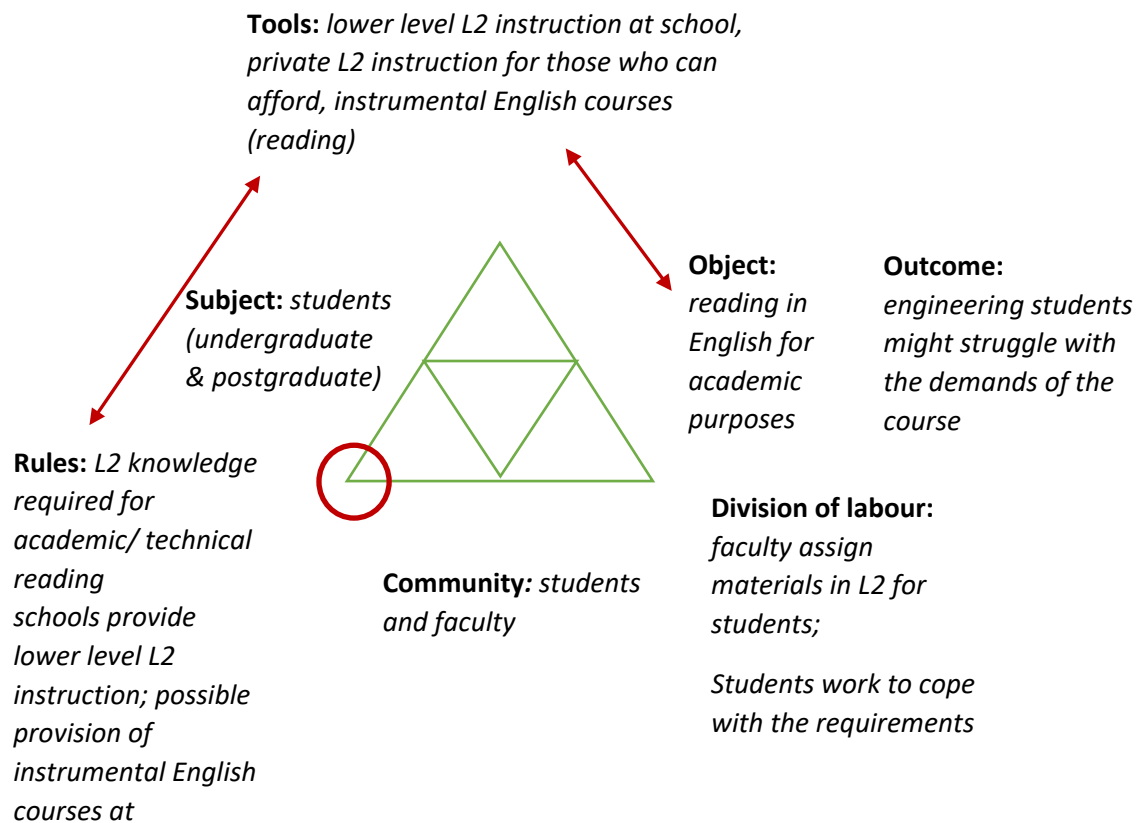 Tools: lower level L2 instruction at school,
private L2 instruction for those who can
afford, instrumental English courses
(reading)
Subject: students
(undergraduate
& postgraduate)
Object:
reading in
English for
academic
purposes
Outcome:
engineering students
might struggle with
the demands of the
course
Rules: L2 knowledge
required for
academic/ technical
reading
schools provide
lower level L2
instruction; possible
provision of
instrumental English
courses at
Community: students
and faculty
Division of labour:
faculty assign
materials in L2 for
students;
Students work to cope
with the requirements